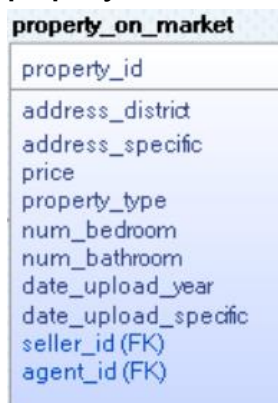 property_on_market
property_id
address_district
address_specific
price
property_type
num_bedroom
num_bathroom
date_upload_year
date_upload_specific
seller_id (FK)
agent_id (FK)